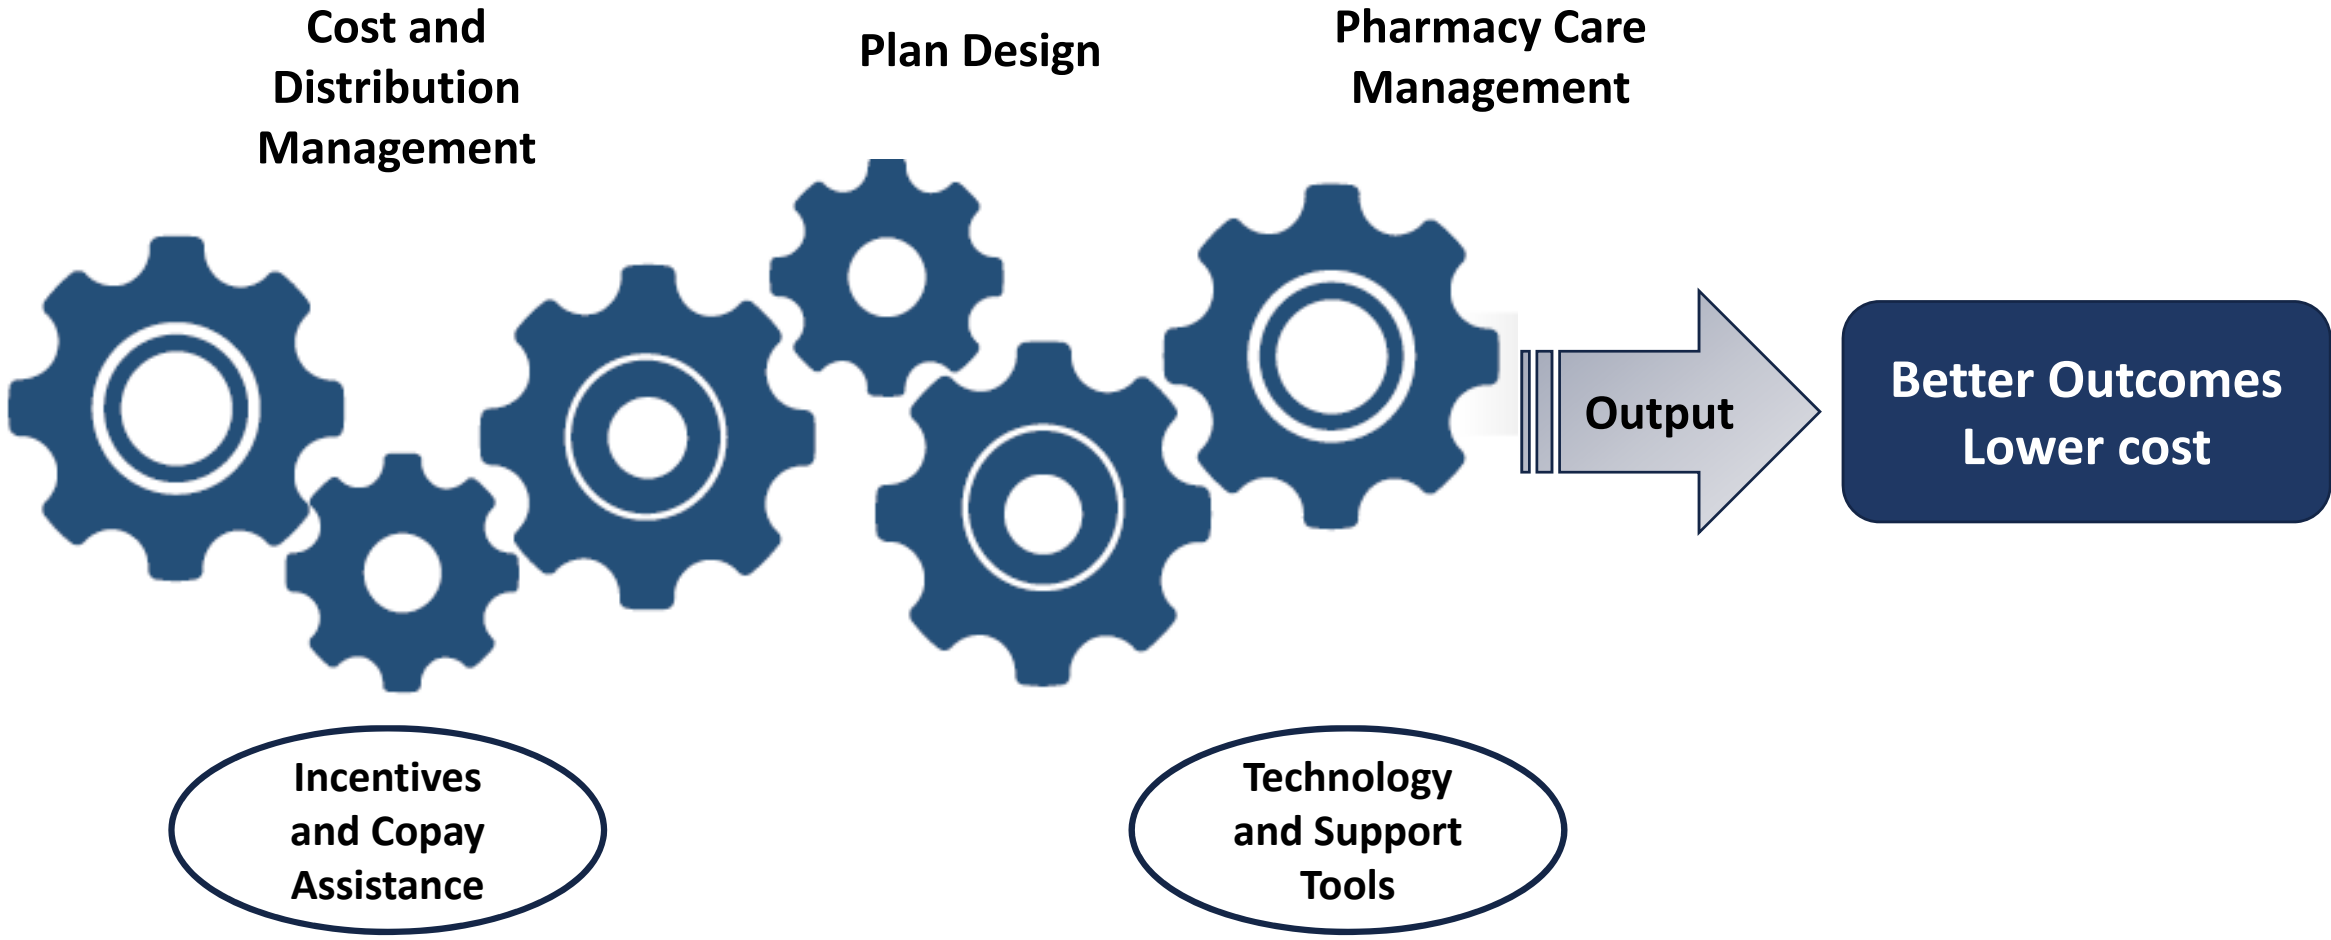 Cost and
Distribution
Management
Plan Design
Pharmacy Care
Management
Output
Better Outcomes
Lower cost
Incentives
and Copay
Assistance
Technology
and Support
Tools